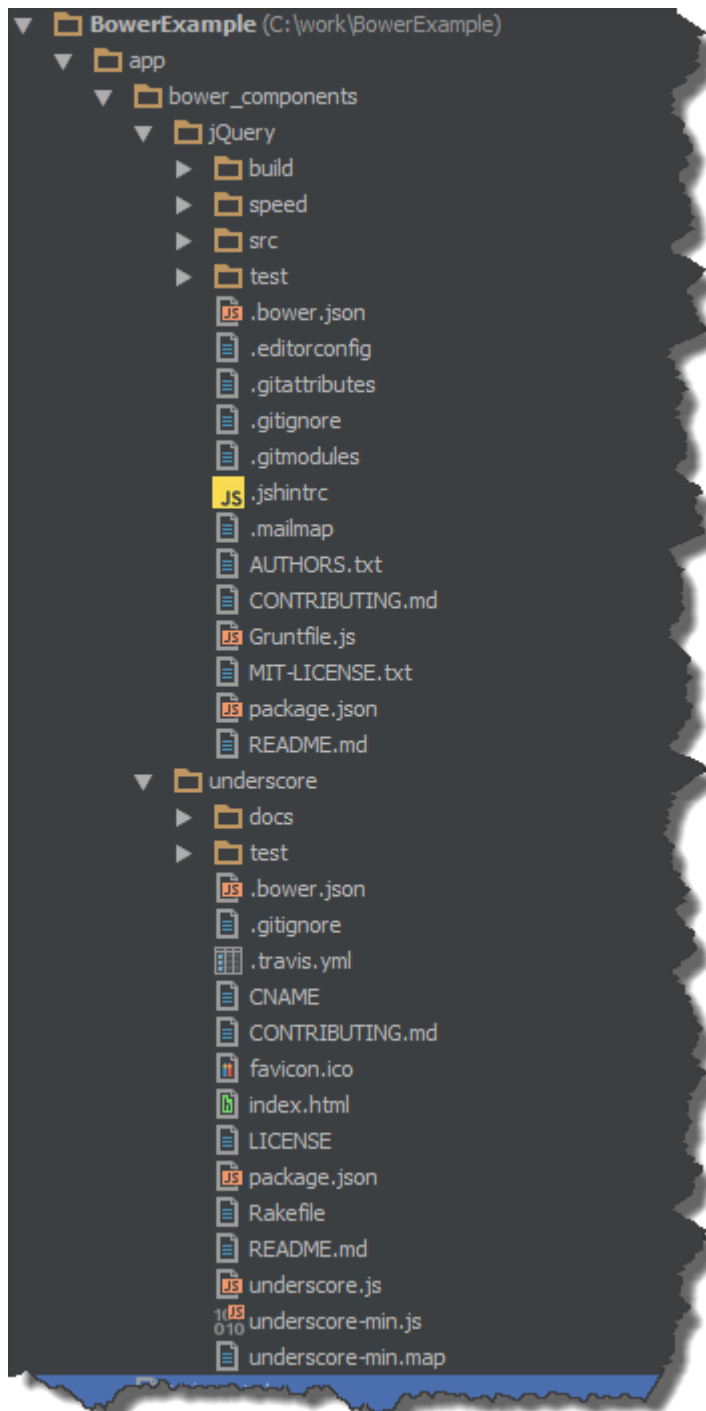 BowerExample (C:\work\BowerExample)
app
bower_components
jQuery
build
speed
src
test
.bower.json
.editorconfig
.gitattributes
.gitignore
.gitmodules
.jshintrc
.mailmap
AUTHORS.txt
CONTRIBUTING.md
Gruntfile.js
MIT-LICENSE.txt
package.json
README.md
underscore
docs
test
.bower.json
.gitignore
.travis.yml
CNAME
CONTRIBUTING.md
favicon.ico
index.html
LICENSE
package.json
Rakefile
README.md
underscore.js
underscore-min.js
underscore-min.map